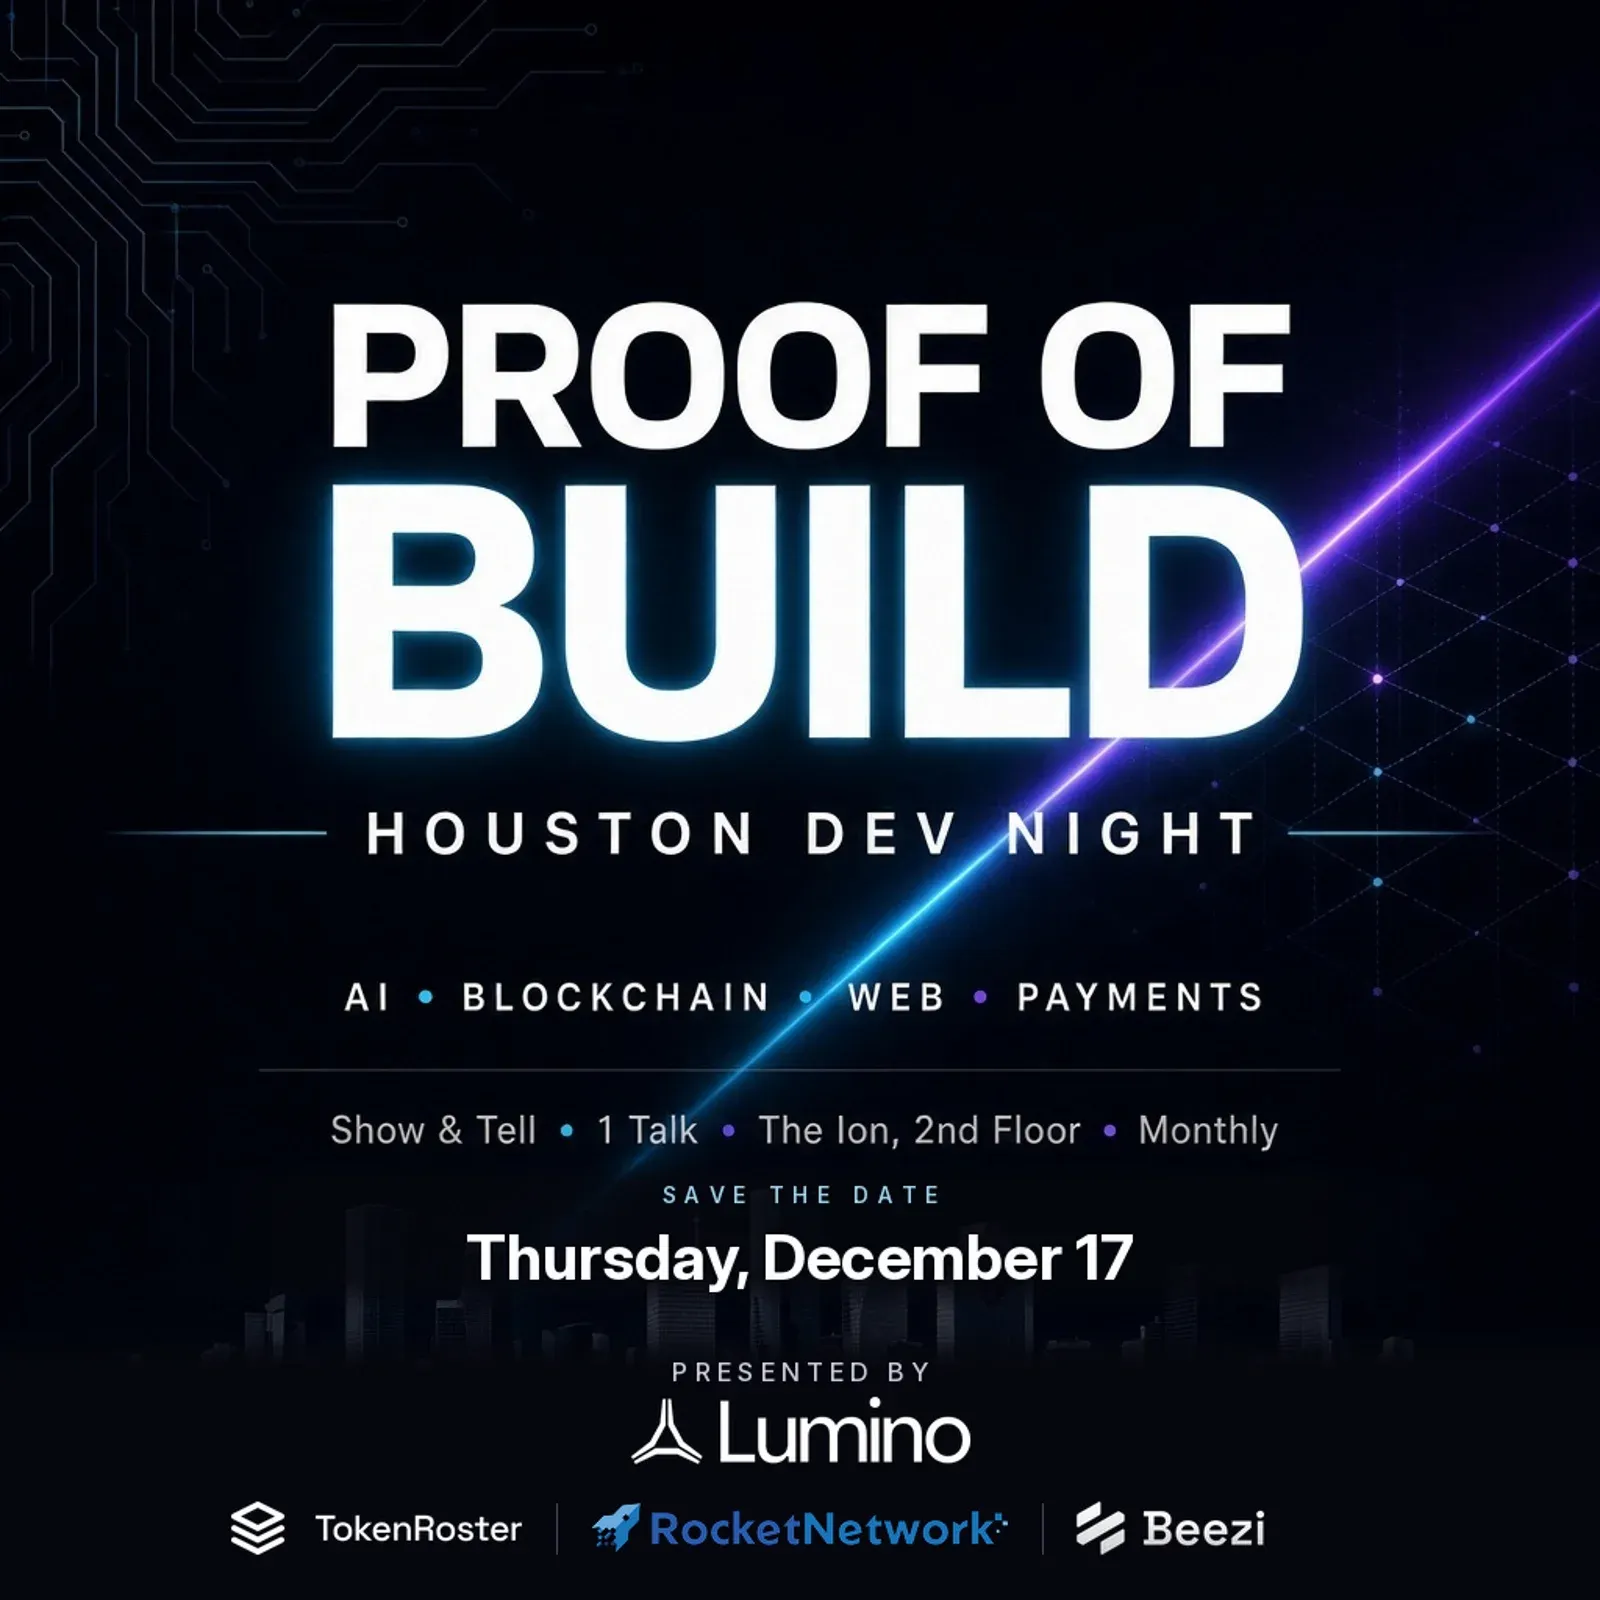 PROOF OF
BUILD
HOUSTON DEV NIGHT
AI • BLOCKCHAIN • WEB • PAYMENTS
Show & Tell • 1 Talk • The Ion, 2nd Floor • Monthly
SAVE THE DATE
Thursday, December 17
PRESENTED BY
Lumino
TokenRoster
RocketNetwork
Beezi